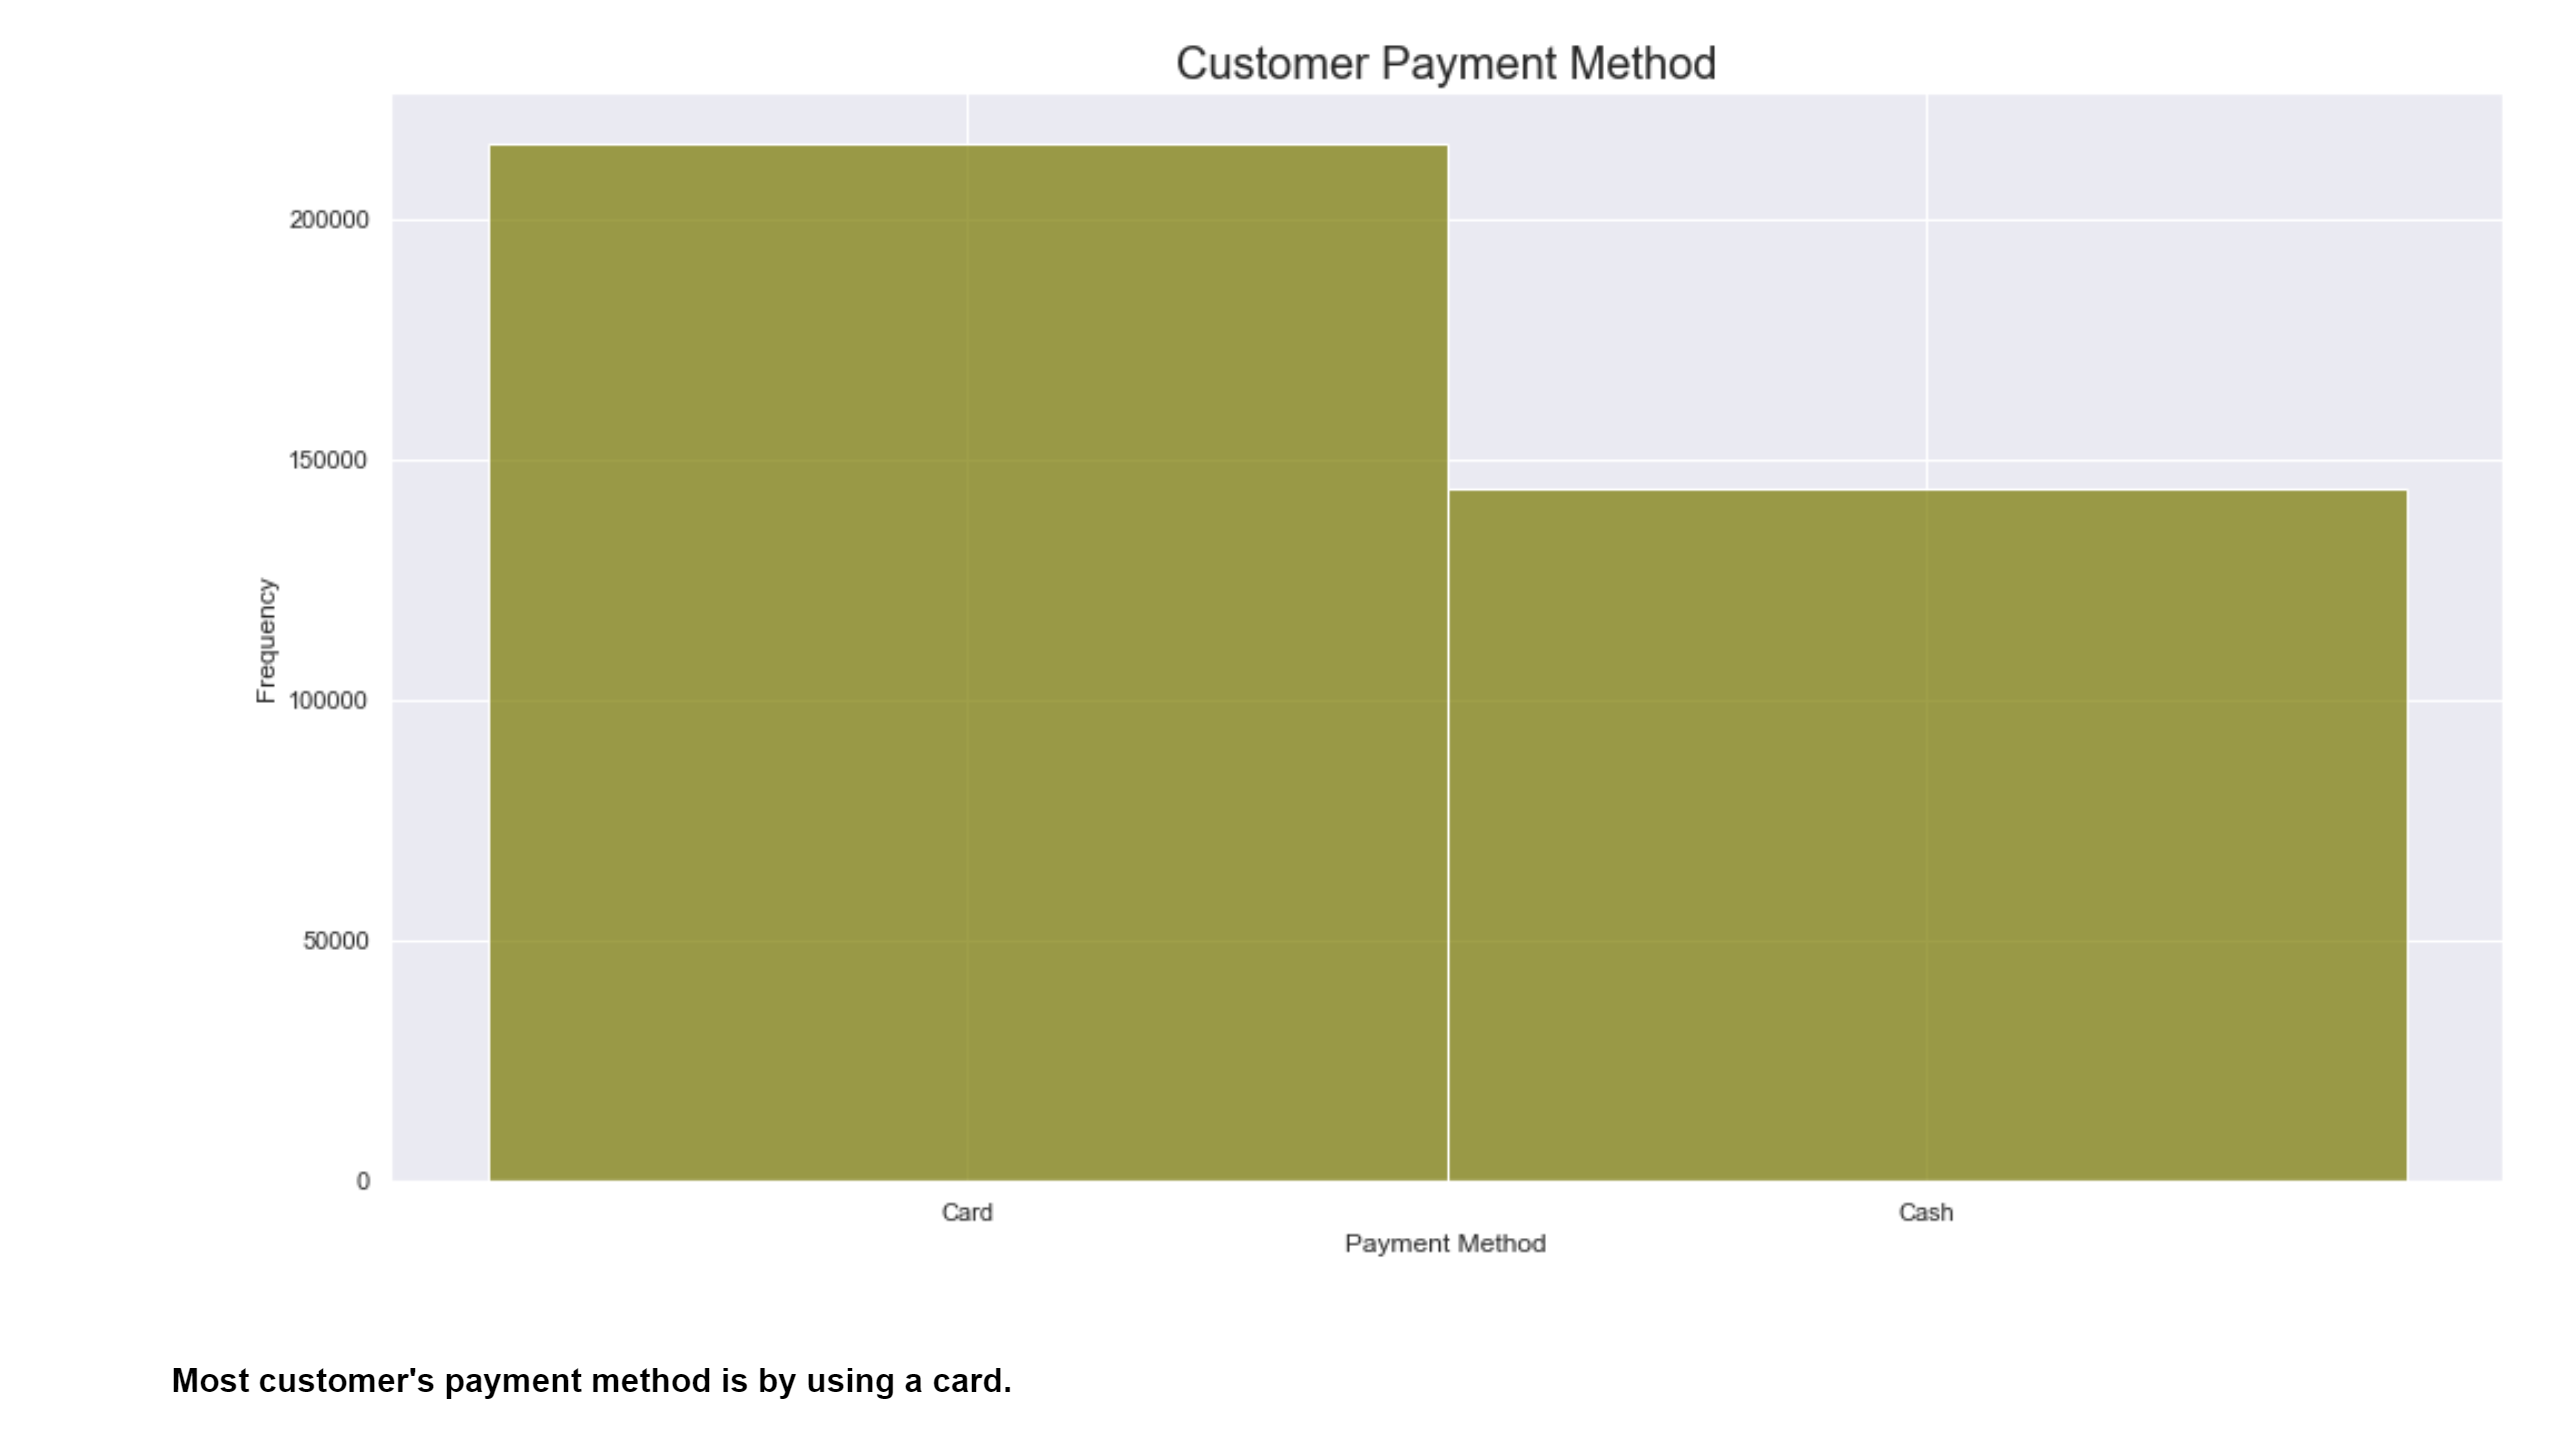 Customer Payment Method
200000
150000
100000
50000
0
Frequency
Card
Cash
Payment Method
Most customer's payment method is by using a card.